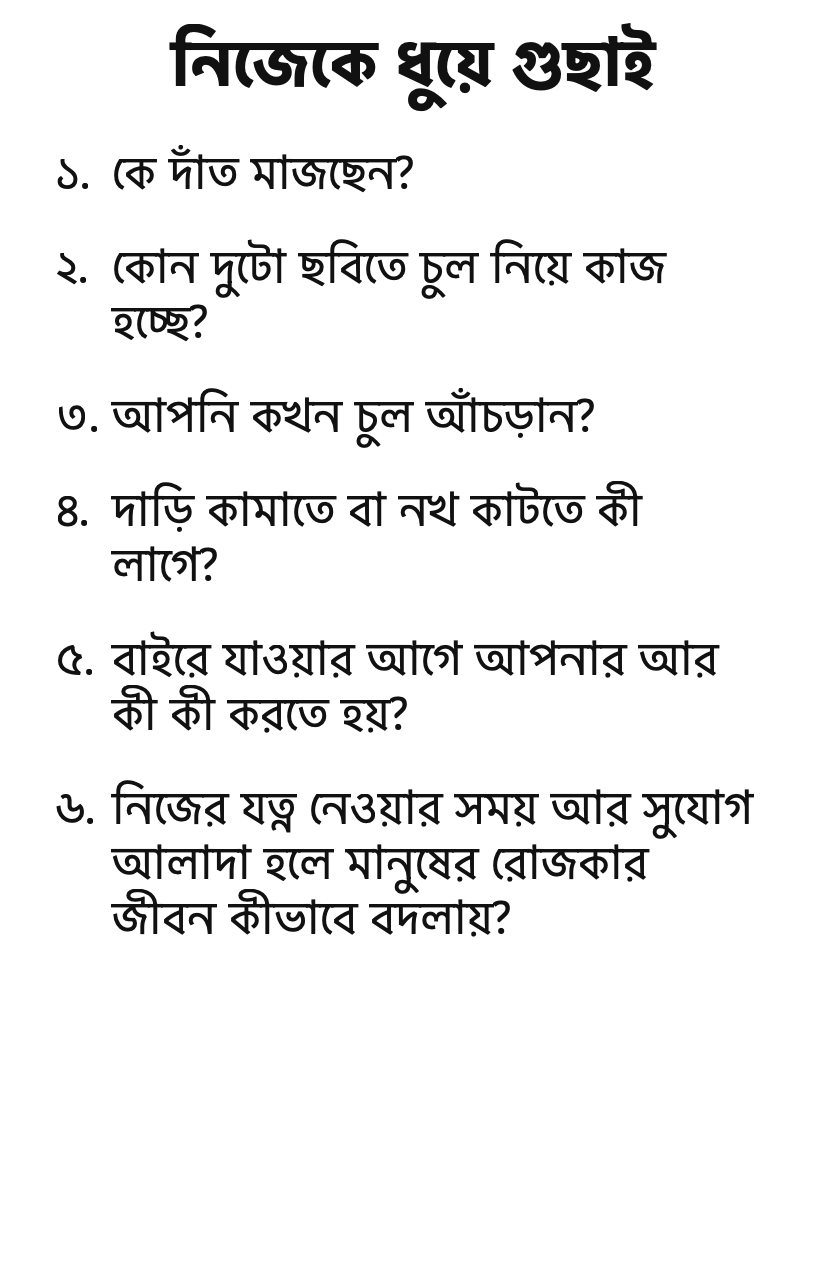 নিজেকে ধুয়ে গুছাই
১. কে দাঁত মাজছেন?
২. কোন দুটো ছবিতে চুল নিয়ে কাজ
হচ্ছে?
৩. আপনি কখন চুল আঁচড়ান?
৪. দাড়ি কামাতে বা নখ কাটতে কী
লাগে?
৫. বাইরে যাওয়ার আগে আপনার আর
কী কী করতে হয়?
৬. নিজের যত্ন নেওয়ার সময় আর সুযোগ
আলাদা হলে মানুষের রোজকার
জীবন কীভাবে বদলায়?